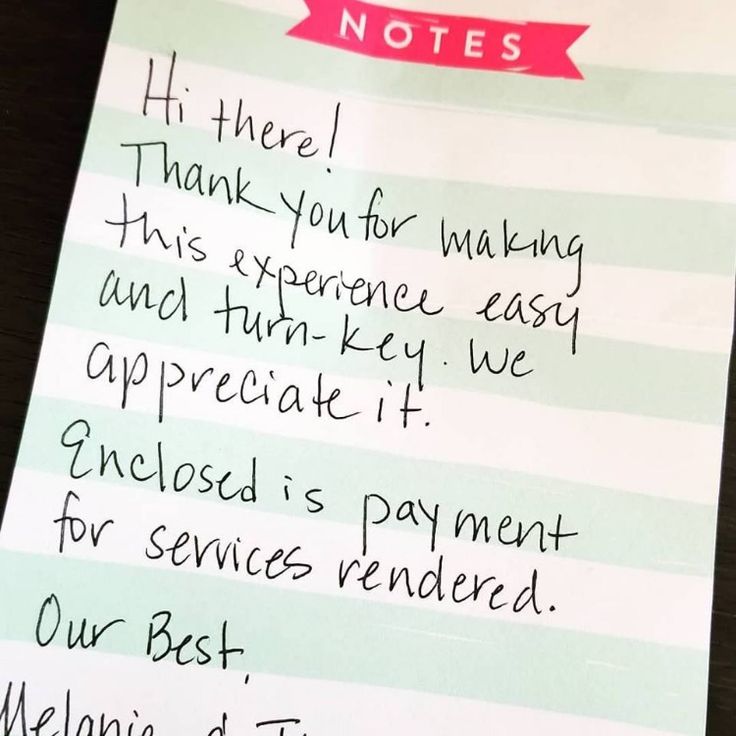 NOTES
Hi there!
Thank you for making
this experience easy
and turn-key. We
appreciate it.
Enclosed is payment
for services rendered.
Our Best,
Melanie &